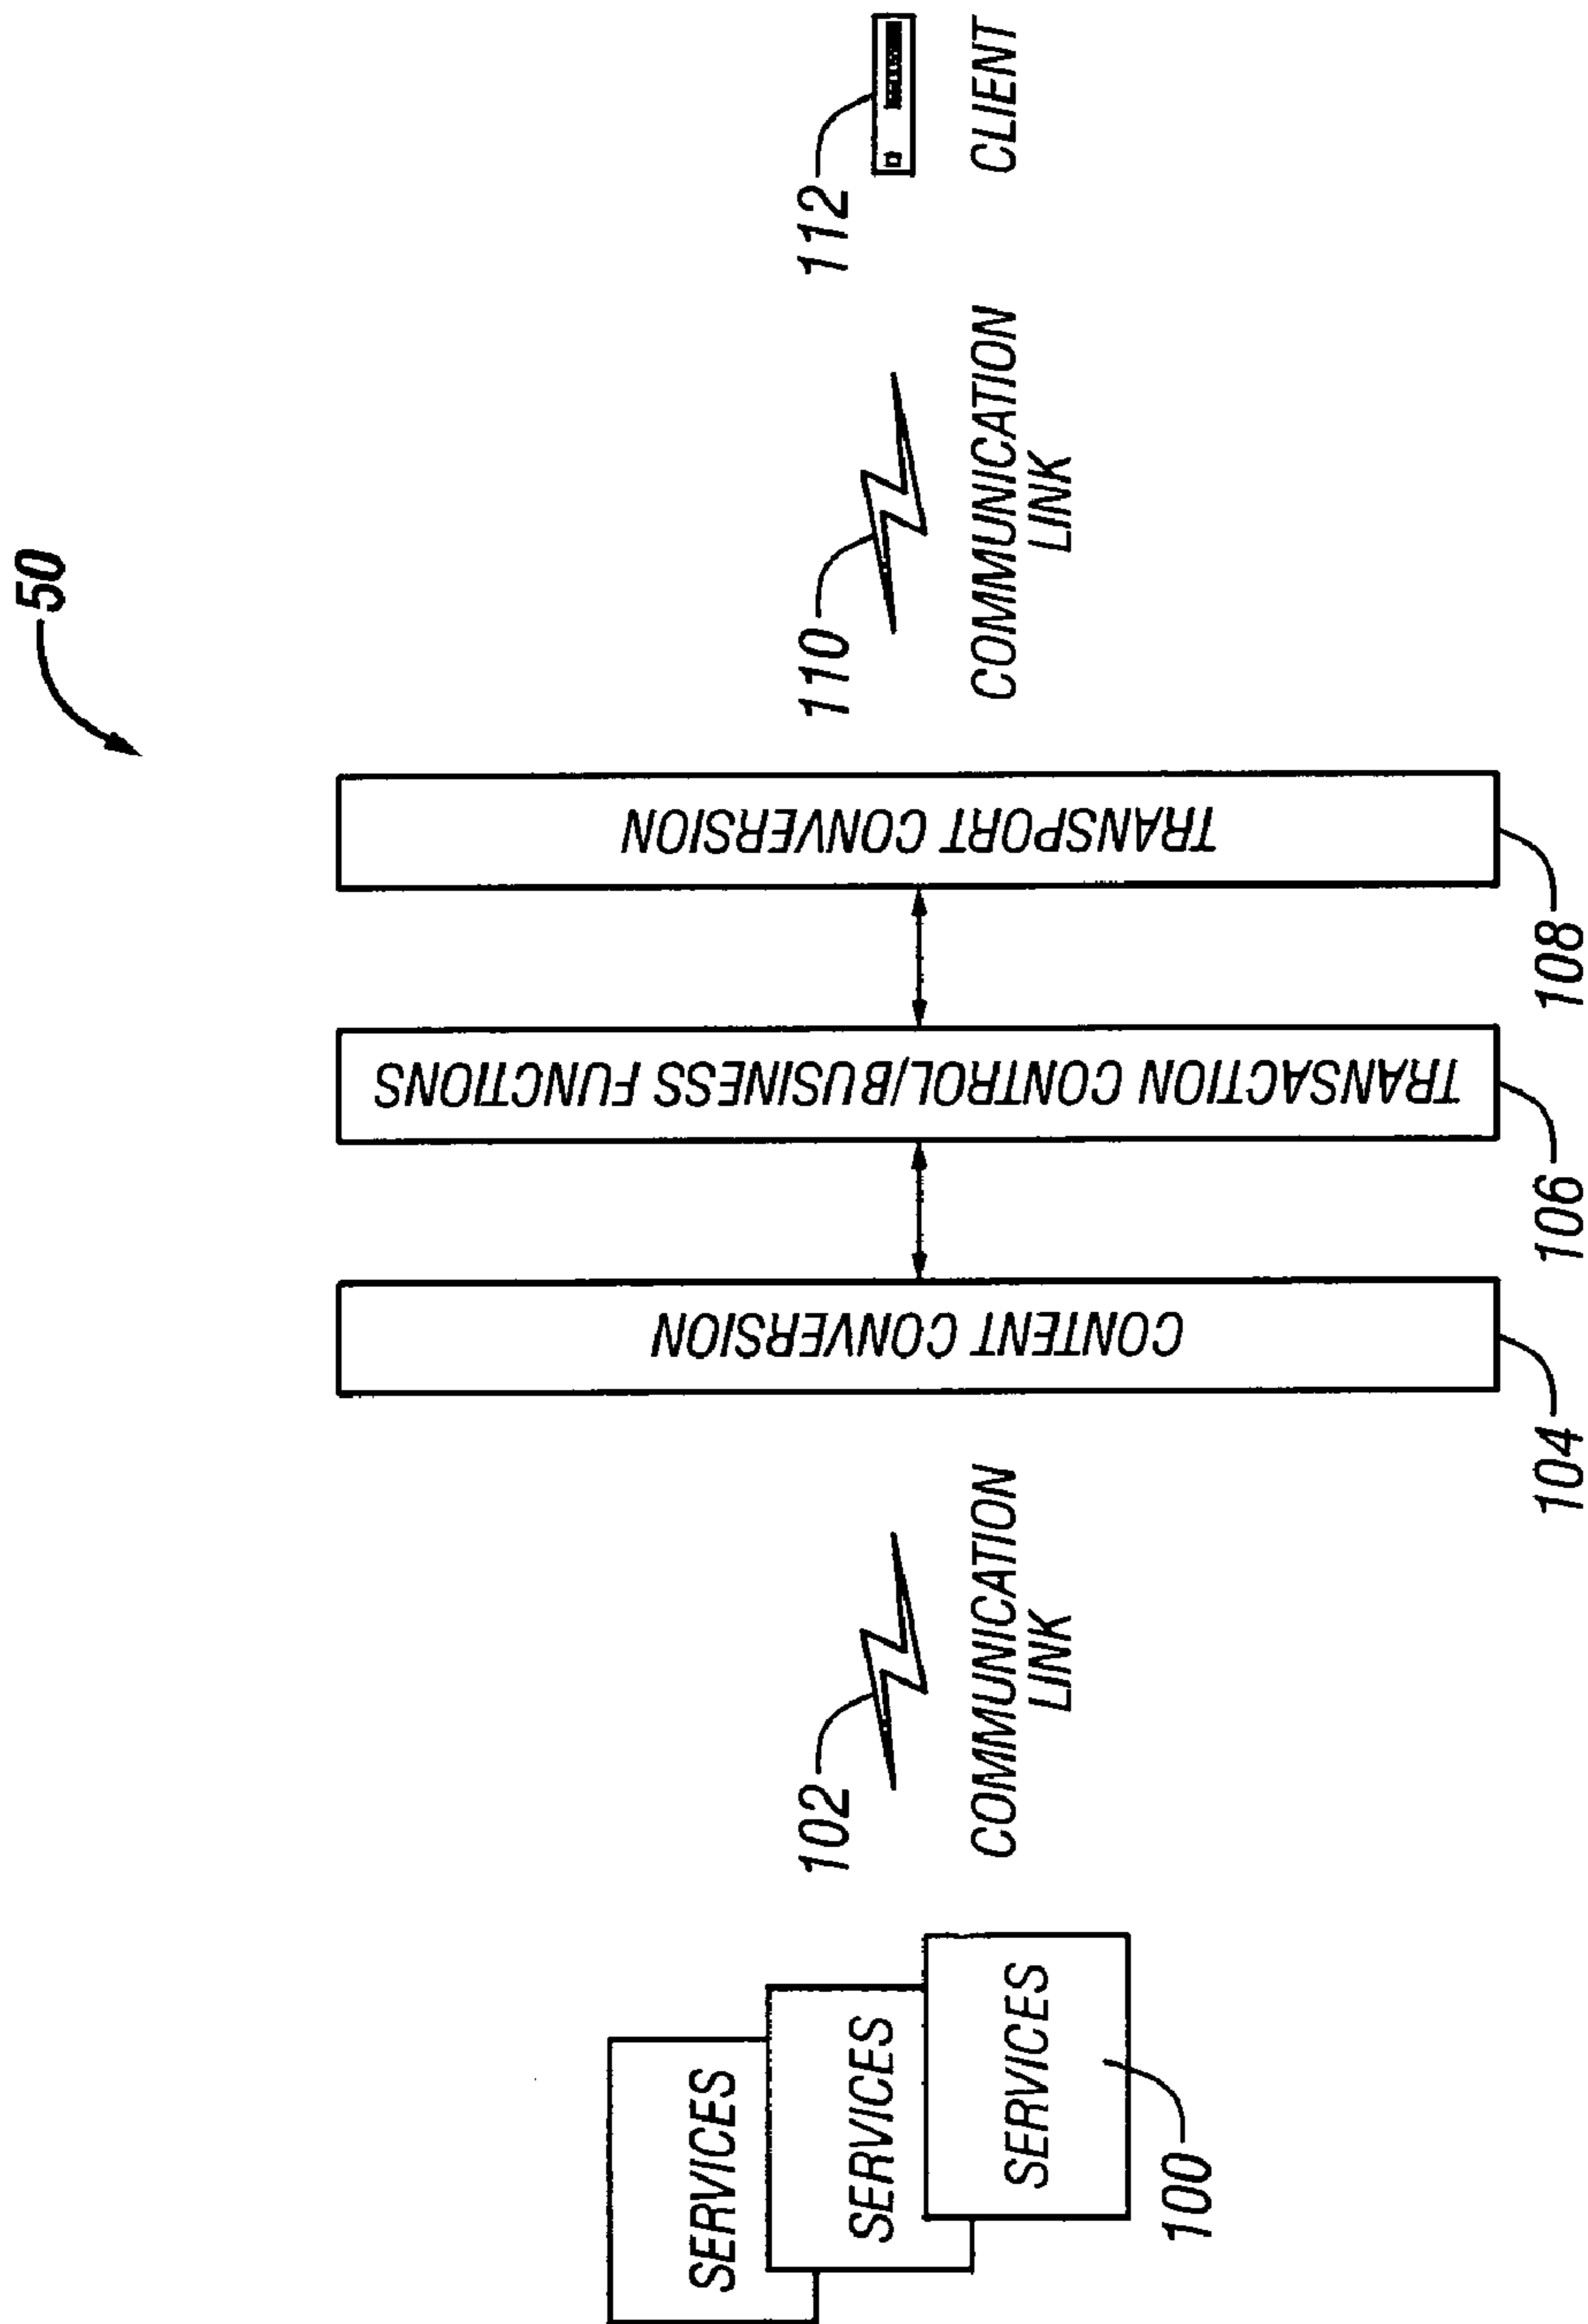 50
SERVICES
SERVICES
SERVICES
100
102
COMMUNICATION
LINK
CONTENT CONVERSION
104
TRANSACTION CONTROL/BUSINESS FUNCTIONS
106
TRANSPORT CONVERSION
108
110
COMMUNICATION
LINK
112
CLIENT